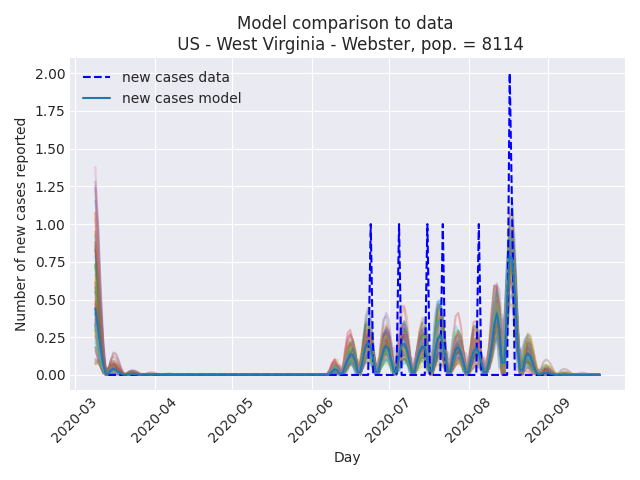 Model comparison to data
US - West Virginia - Webster, pop. = 8114
new cases data
new cases model
Number of new cases reported
2.00
1.75
1.50
1.25
1.00
0.75
0.50
0.25
0.00
2020-03
2020-04
2020-05
2020-06
2020-07
2020-08
2020-09
Day